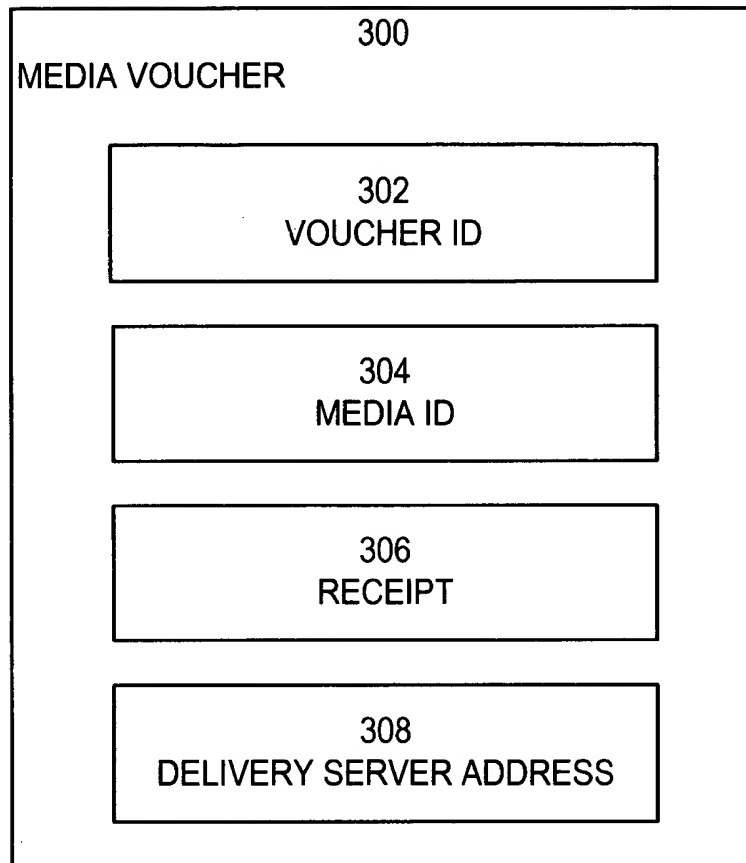 300
MEDIA VOUCHER
302
VOUCHER ID
304
MEDIA ID
306
RECEIPT
308
DELIVERY SERVER ADDRESS